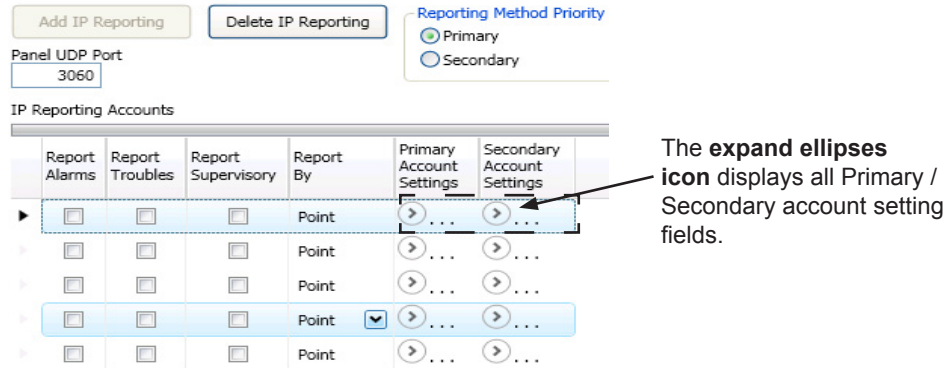 Add IP Reporting Delete IP Reporting Reporting Method Priority
Primary
Secondary
Panel UDP Port
3060
IP Reporting Accounts
Report Alarms Report Troubles Report Supervisory Report By Primary Account Settings Secondary Account Settings
Point ... ...
Point ... ...
Point ... ...
Point ... ...
Point ... ...
The expand ellipses
icon displays all Primary /
Secondary account setting
fields.